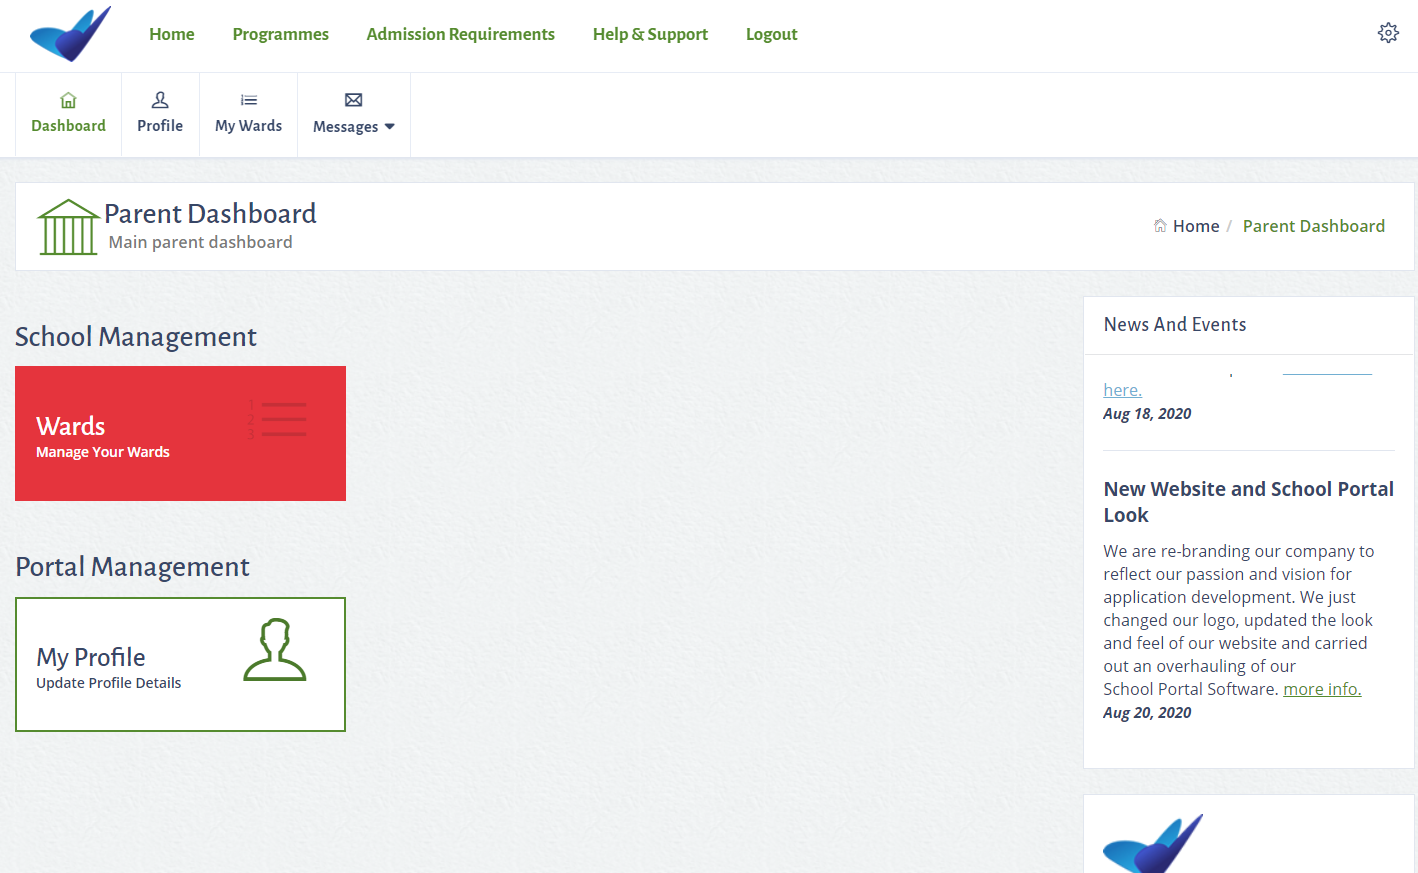 Home Programmes Admission Requirements Help & Support Logout
Dashboard Profile My Wards Messages
Parent Dashboard
Main parent dashboard
Home / Parent Dashboard
School Management
Wards
Manage Your Wards
1
2
3
Portal Management
My Profile
Update Profile Details
News And Events
here.
Aug 18, 2020
New Website and School Portal
Look
We are re-branding our company to
reflect our passion and vision for
application development. We just
changed our logo, updated the look
and feel of our website and carried
out an overhauling of our
School Portal Software. more info.
Aug 20, 2020